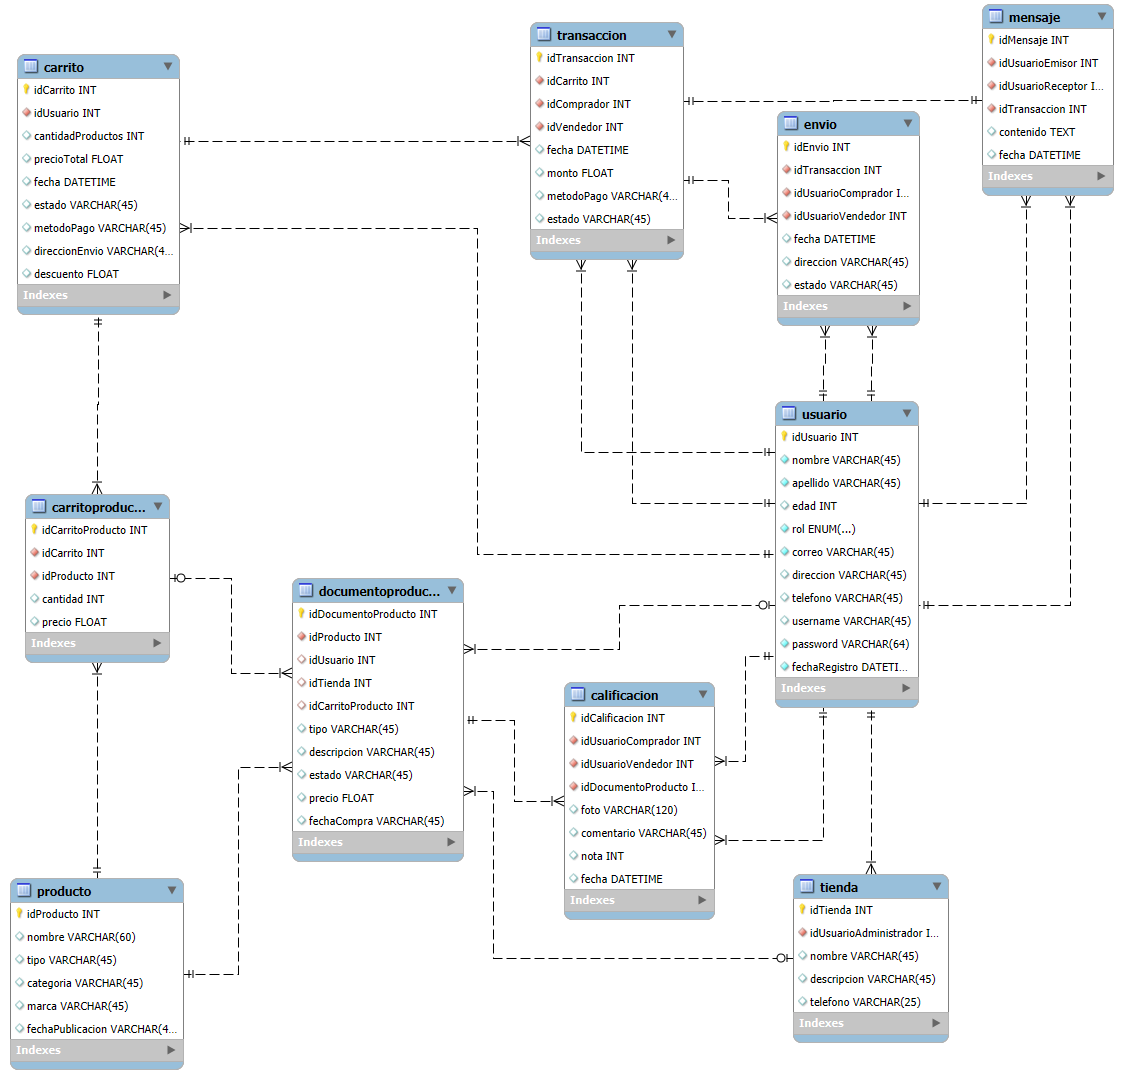 carrito
idCarrito INT
idUsuario INT
cantidadProductos INT
precioTotal FLOAT
fecha DATETIME
estado VARCHAR(45)
metodoPago VARCHAR(45)
direccionEnvio VARCHAR(4...
descuento FLOAT
Indexes
transaccion
idTransaccion INT
idCarrito INT
idComprador INT
idVendedor INT
fecha DATETIME
monto FLOAT
metodoPago VARCHAR(4...
estado VARCHAR(45)
Indexes
mensaje
idMensaje INT
idUsuarioEmisor INT
idUsuarioReceptor I...
idTransaccion INT
contenido TEXT
fecha DATETIME
Indexes
envio
idEnvio INT
idTransaccion INT
idUsuarioComprador I...
idUsuarioVendedor INT
fecha DATETIME
direccion VARCHAR(45)
estado VARCHAR(45)
Indexes
usuario
idUsuario INT
nombre VARCHAR(45)
apellido VARCHAR(45)
edad INT
rol ENUM(...)
correo VARCHAR(45)
direccion VARCHAR(45)
telefono VARCHAR(45)
username VARCHAR(45)
password VARCHAR(64)
fechaRegistro DATETI...
Indexes
carritoproduc...
idCarritoProducto INT
idCarrito INT
idProducto INT
cantidad INT
precio FLOAT
Indexes
documentoproduc...
idDocumentoProducto INT
idProducto INT
idUsuario INT
idTienda INT
idCarritoProducto INT
tipo VARCHAR(45)
descripcion VARCHAR(45)
estado VARCHAR(45)
precio FLOAT
fechaCompra VARCHAR(45)
Indexes
calificacion
idCalificacion INT
idUsuarioComprador INT
idUsuarioVendedor INT
idDocumentoProducto I...
foto VARCHAR(120)
comentario VARCHAR(45)
nota INT
fecha DATETIME
Indexes
producto
idProducto INT
nombre VARCHAR(60)
tipo VARCHAR(45)
categoria VARCHAR(45)
marca VARCHAR(45)
fechaPublicacion VARCHAR(4...
Indexes
tienda
idTienda INT
idUsuarioAdministrador I...
nombre VARCHAR(45)
descripcion VARCHAR(45)
telefono VARCHAR(25)
Indexes